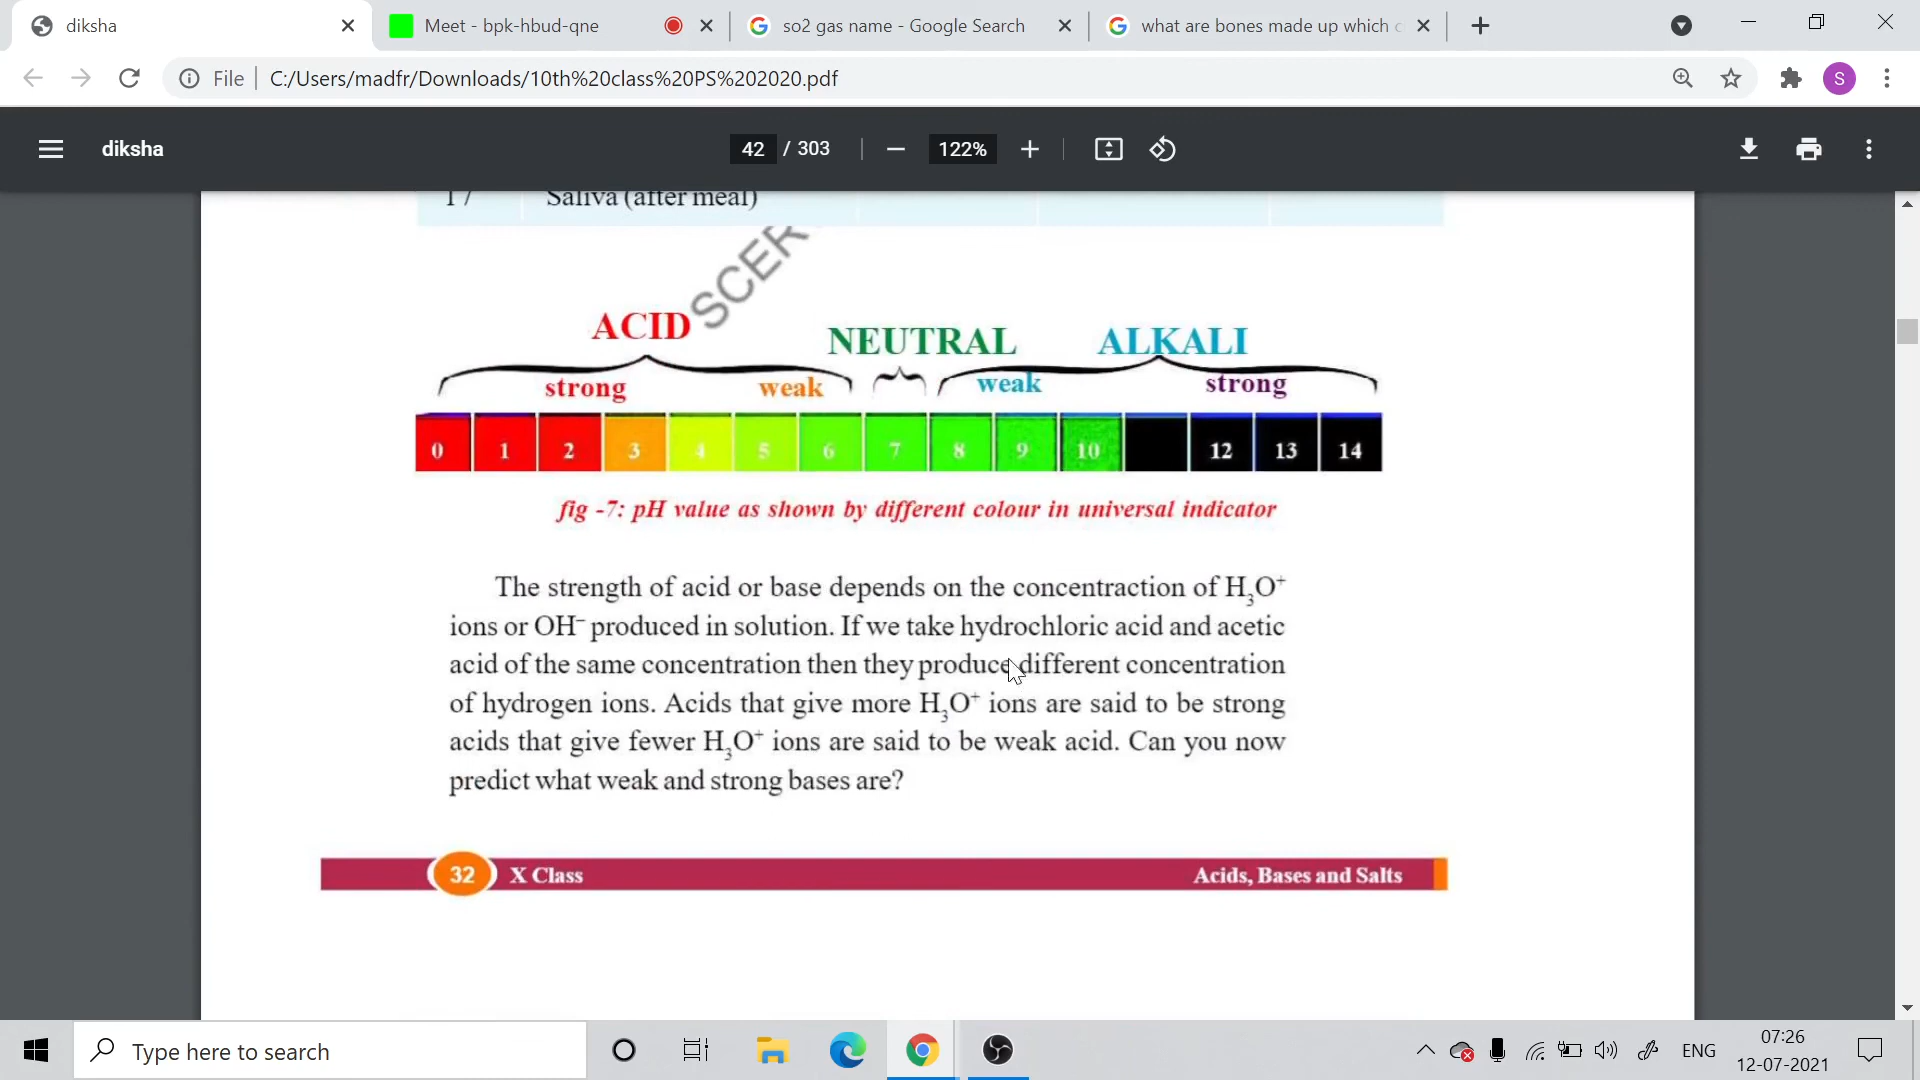 diksha
Meet - bpk-hbud-qne
so2 gas name - Google Search
what are bones made up which c
File
C:/Users/madfr/Downloads/10th%20class%20PS%202020.pdf
S
diksha
42 / 303
122%
17 Saliva (after meal)
SCER
ACID
NEUTRAL
ALKALI
strong weak weak strong
0 1 2 3 4 5 6 7 8 9 10 12 13 14
fig -7: pH value as shown by different colour in universal indicator
The strength of acid or base depends on the concentraction of H₃O⁺
ions or OH⁻ produced in solution. If we take hydrochloric acid and acetic
acid of the same concentration then they produce different concentration
of hydrogen ions. Acids that give more H₃O⁺ ions are said to be strong
acids that give fewer H₃O⁺ ions are said to be weak acid. Can you now
predict what weak and strong bases are?
32 X Class Acids, Bases and Salts
Type here to search
ENG
07:26
12-07-2021